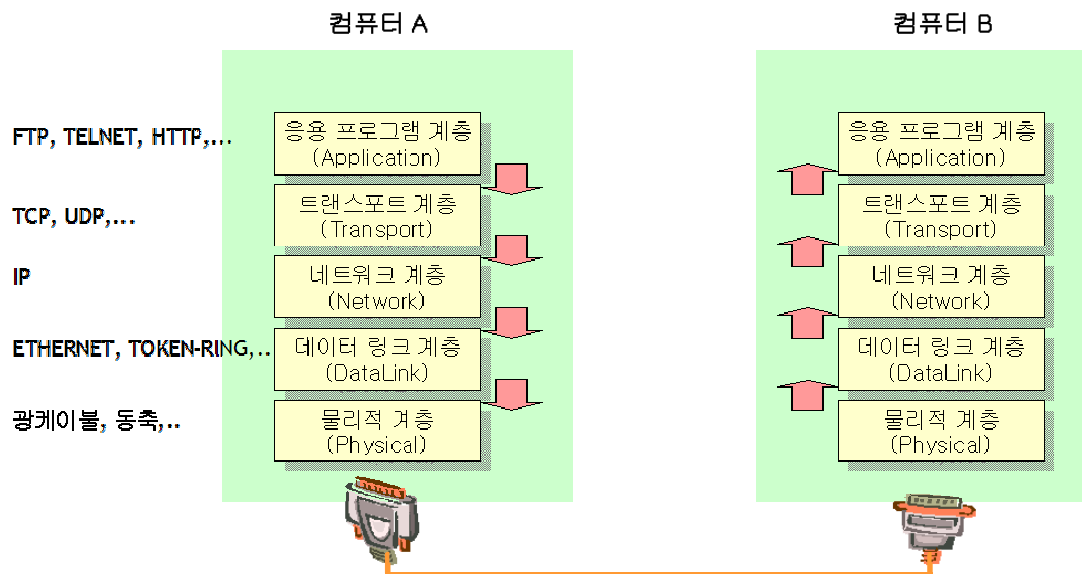 컴퓨터 A
컴퓨터 B
FTP, TELNET, HTTP,...
응용 프로그램 계층
(Application)
응용 프로그램 계층
(Application)
TCP, UDP,...
트랜스포트 계층
(Transport)
트랜스포트 계층
(Transport)
IP
네트워크 계층
(Network)
네트워크 계층
(Network)
ETHERNET, TOKEN-RING,..
데이터 링크 계층
(DataLink)
데이터 링크 계층
(DataLink)
광케이블, 동축,..
물리적 계층
(Physical)
물리적 계층
(Physical)